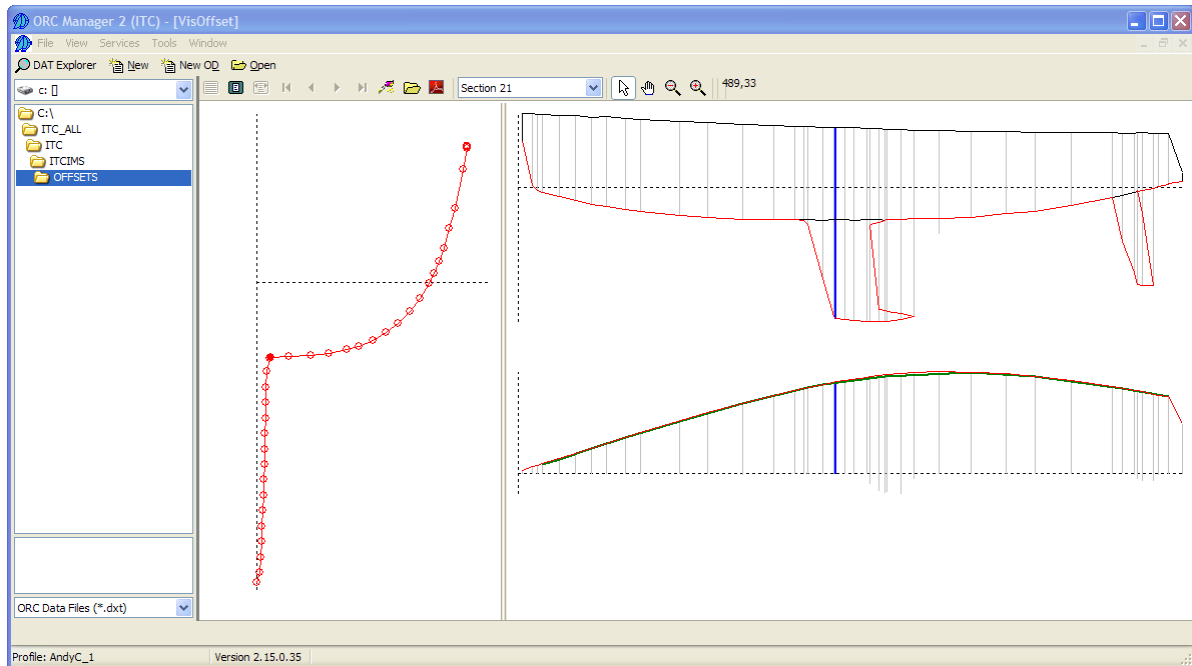 ORC Manager 2 (ITC) - [VisOffset]
File View Services Tools Window
DAT Explorer New New OD Open
c: []
Section 21
489,33
C:\
ITC_ALL
ITC
ITCIMS
OFFSETS
ORC Data Files (*.dxt)
Profile: AndyC_1 Version 2.15.0.35